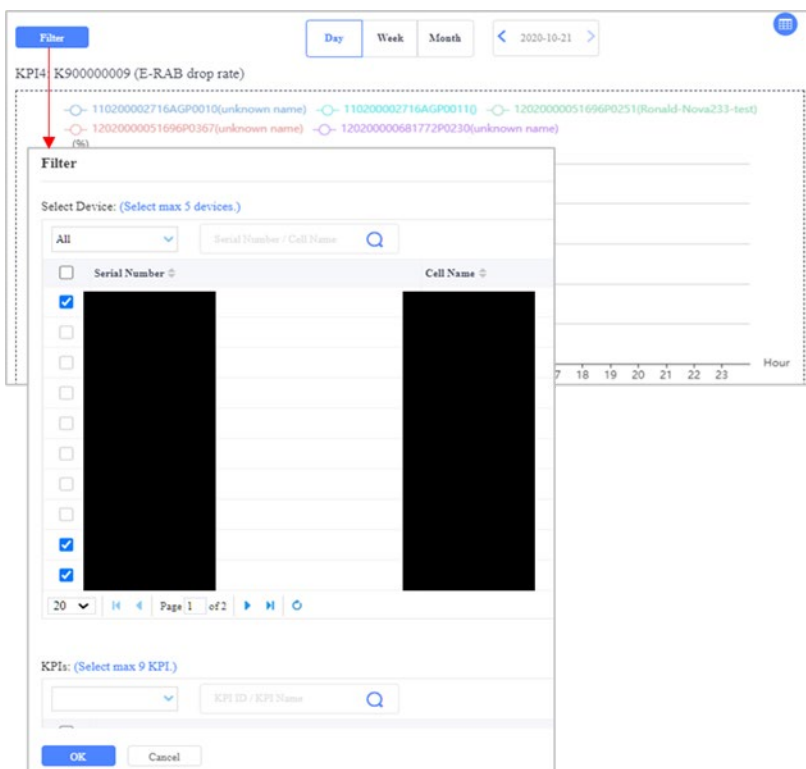 Filter
Day Week Month 2020-10-21
KPI4: K900000009 (E-RAB drop rate)
110200002716AGP0010(unknown name) 110200002716AGP0011() 12020000051696P0251(Ronald-Nova233-test)
12020000051696P0367(unknown name) 120200000681772P0230(unknown name)
(%)
Filter
Select Device: (Select max 5 devices.)
All Serial Number / Cell Name
Serial Number Cell Name
7 18 19 20 21 22 23 Hour
20 Page 1 of 2
KPIs: (Select max 9 KPI.)
KPI ID / KPI Name
OK Cancel